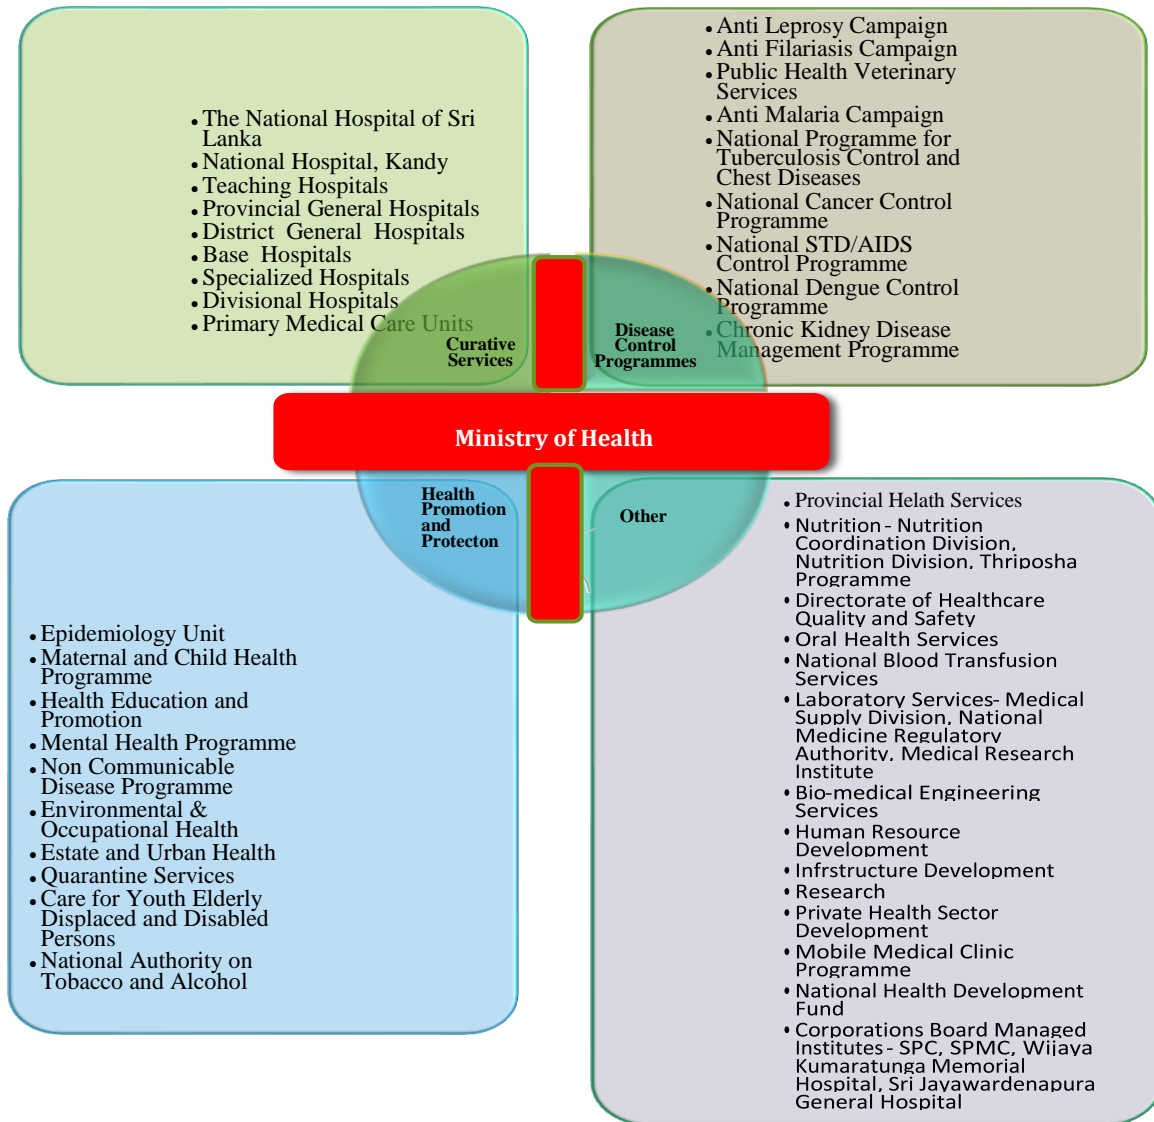 • The National Hospital of Sri
Lanka
• National Hospital, Kandy
• Teaching Hospitals
• Provincial General Hospitals
• District General Hospitals
• Base Hospitals
• Specialized Hospitals
• Divisional Hospitals
• Primary Medical Care Units
Curative
Services
• Anti Leprosy Campaign
• Anti Filariasis Campaign
• Public Health Veterinary
Services
• Anti Malaria Campaign
• National Programme for
Tuberculosis Control and
Chest Diseases
• National Cancer Control
Programme
• National STD/AIDS
Control Programme
• National Dengue Control
Programme
• Chronic Kidney Disease
Management Programme
Disease
Control
Programmes
Ministry of Health
Health
Promotion
and
Protecton
• Epidemiology Unit
• Maternal and Child Health
Programme
• Health Education and
Promotion
• Mental Health Programme
• Non Communicable
Disease Programme
• Environmental &
Occupational Health
• Estate and Urban Health
• Quarantine Services
• Care for Youth Elderly
Displaced and Disabled
Persons
• National Authority on
Tobacco and Alcohol
Other
• Provincial Helath Services
• Nutrition - Nutrition
Coordination Division,
Nutrition Division, Thriposha
Programme
• Directorate of Healthcare
Quality and Safety
• Oral Health Services
• National Blood Transfusion
Services
• Laboratory Services- Medical
Supply Division, National
Medicine Regulatory
Authority, Medical Research
Institute
• Bio-medical Engineering
Services
• Human Resource
Development
• Infrstructure Development
• Research
• Private Health Sector
Development
• Mobile Medical Clinic
Programme
• National Health Development
Fund
• Corporations Board Managed
Institutes - SPC, SPMC, Wijaya
Kumaratunga Memorial
Hospital, Sri Jayawardenapura
General Hospital